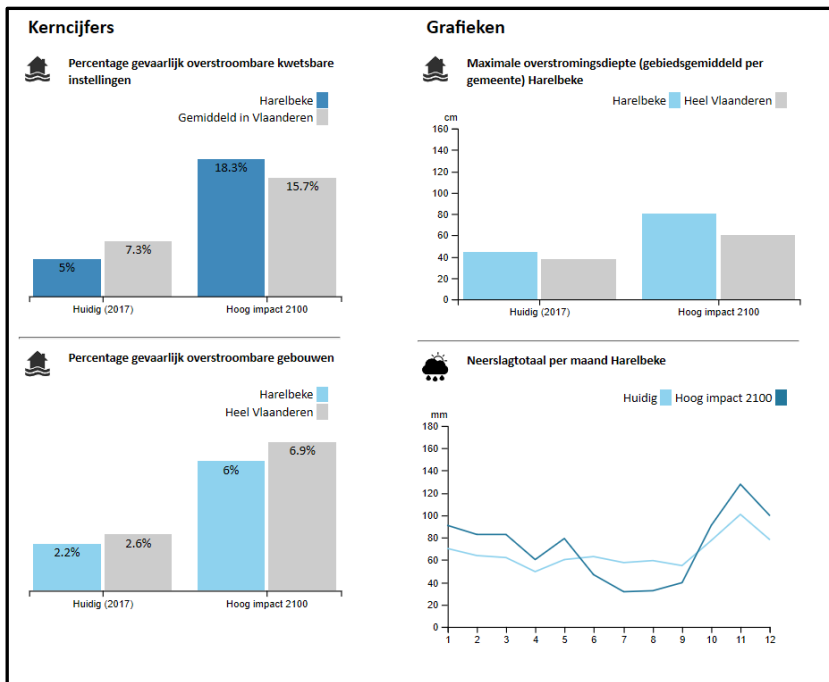 Kerncijfers
Percentage gevaarlijk overstroombare kwetsbare
instellingen
Harelbeke
Gemiddeld in Vlaanderen
18.3%
15.7%
7.3%
5%
Huidig (2017)
Hoog impact 2100
Percentage gevaarlijk overstroombare gebouwen
Harelbeke
Heel Vlaanderen
6.9%
6%
2.6%
2.2%
Huidig (2017)
Hoog impact 2100
Grafieken
Maximale overstromingsdiepte (gebiedsgemiddeld per
gemeente) Harelbeke
Harelbeke
Heel Vlaanderen
cm
160
140
120
100
80
60
40
20
0
Huidig (2017)
Hoog impact 2100
Neerslagtotaal per maand Harelbeke
Huidig
Hoog impact 2100
mm
180
160
140
120
100
80
60
40
20
0
1 2 3 4 5 6 7 8 9 10 11 12